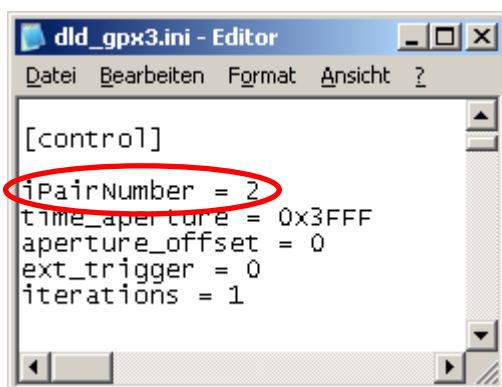 dld_gpx3.ini - Editor
Datei Bearbeiten Format Ansicht ?
[control]
iPairNumber = 2
time_aperture = 0x3FFF
aperture_offset = 0
ext_trigger = 0
iterations = 1